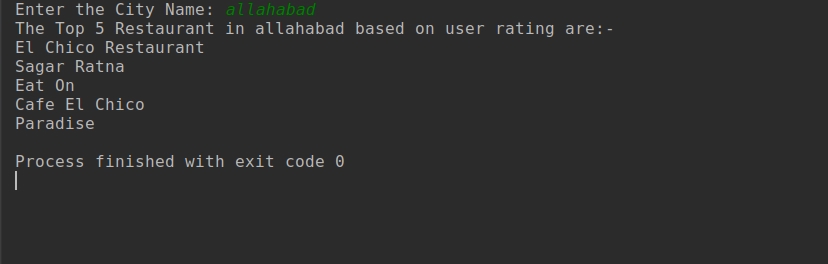 Enter the City Name: allahabad
The Top 5 Restaurant in allahabad based on user rating are:-
El Chico Restaurant
Sagar Ratna
Eat On
Cafe El Chico
Paradise
Process finished with exit code 0